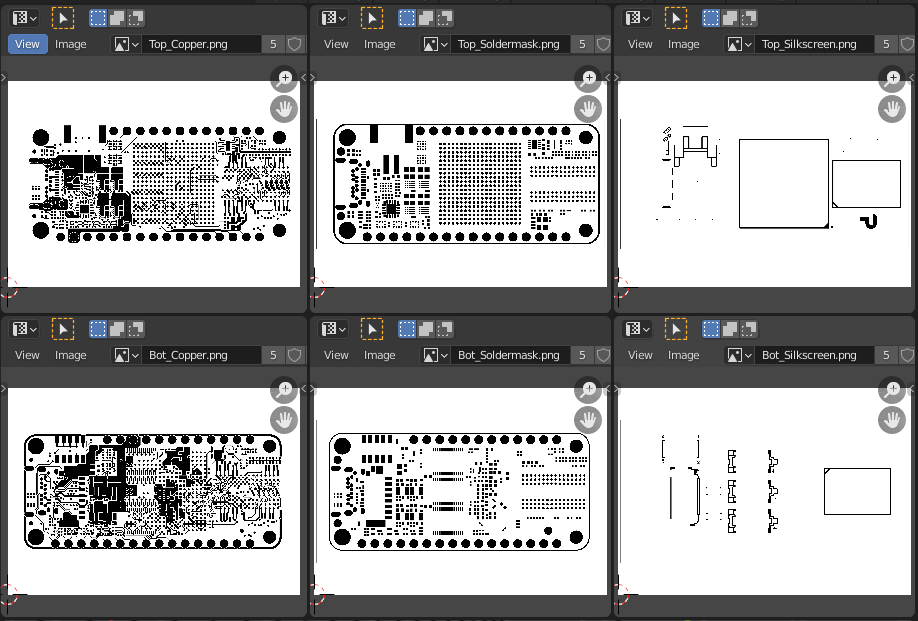 View Image Top_Copper.png 5
View Image Top_Soldermask.png 5
View Image Top_Silkscreen.png 5
View Image Bot_Copper.png 5
View Image Bot_Soldermask.png 5
View Image Bot_Silkscreen.png 5